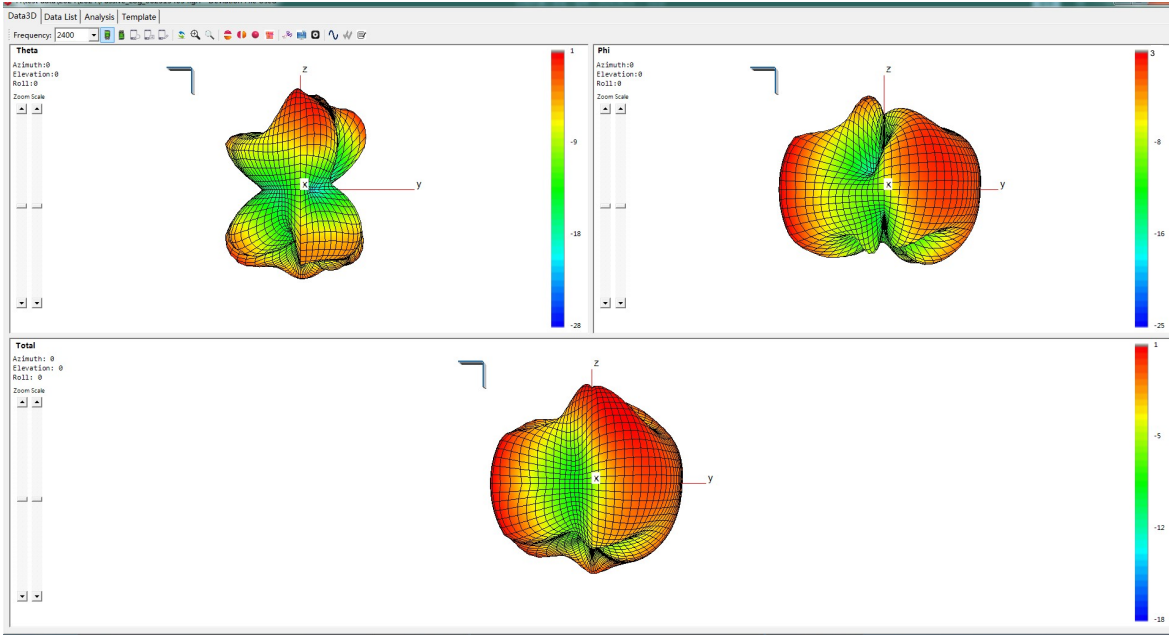 Data3D Data List Analysis Template
Frequency: 2400
Theta
Azimuth:0
Elevation:0
Roll:0
Zoom Scale
z
x
y
1
-9
-18
-28
Phi
Azimuth:0
Elevation:0
Roll:0
Zoom Scale
z
x
y
3
-8
-16
-25
Total
Azimuth: 0
Elevation: 0
Roll: 0
Zoom Scale
z
x
y
1
-5
-12
-18